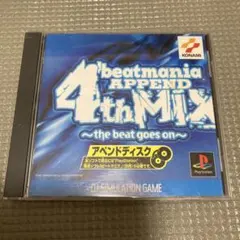 KONAMI
beatmania
APPEND
4thMIX
～the beat goes on～
アペンドディスク
PlayStation
DJ SIMULATION GAME